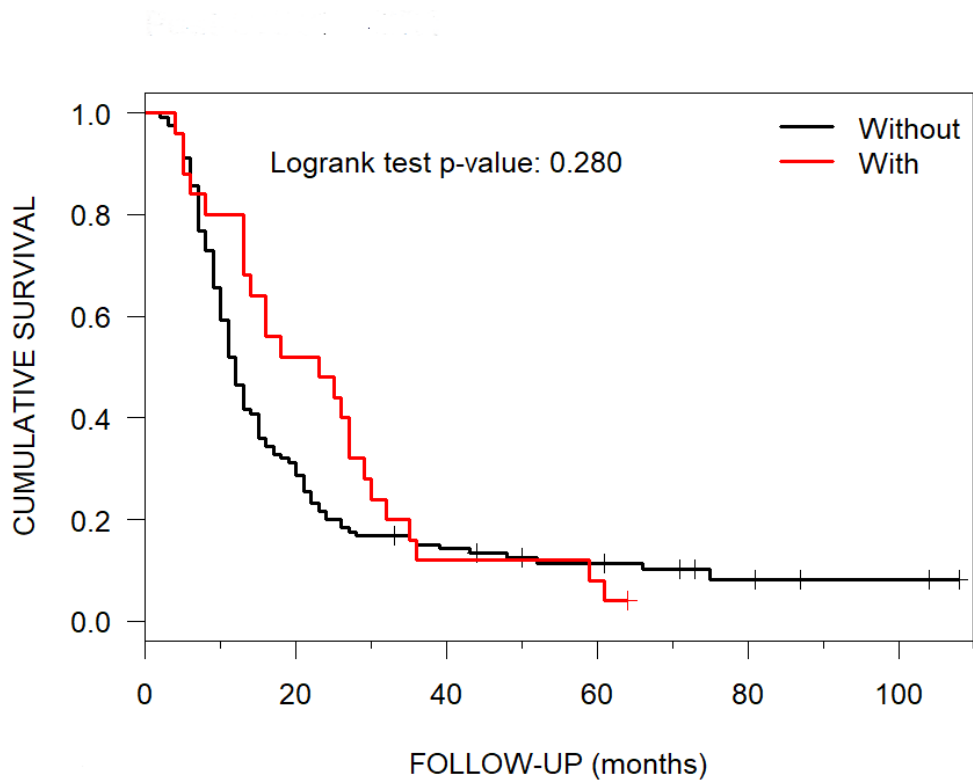 Without
With
Logrank test p-value: 0.280
CUMULATIVE SURVIVAL
1.0
0.8
0.6
0.4
0.2
0.0
0 20 40 60 80 100
FOLLOW-UP (months)